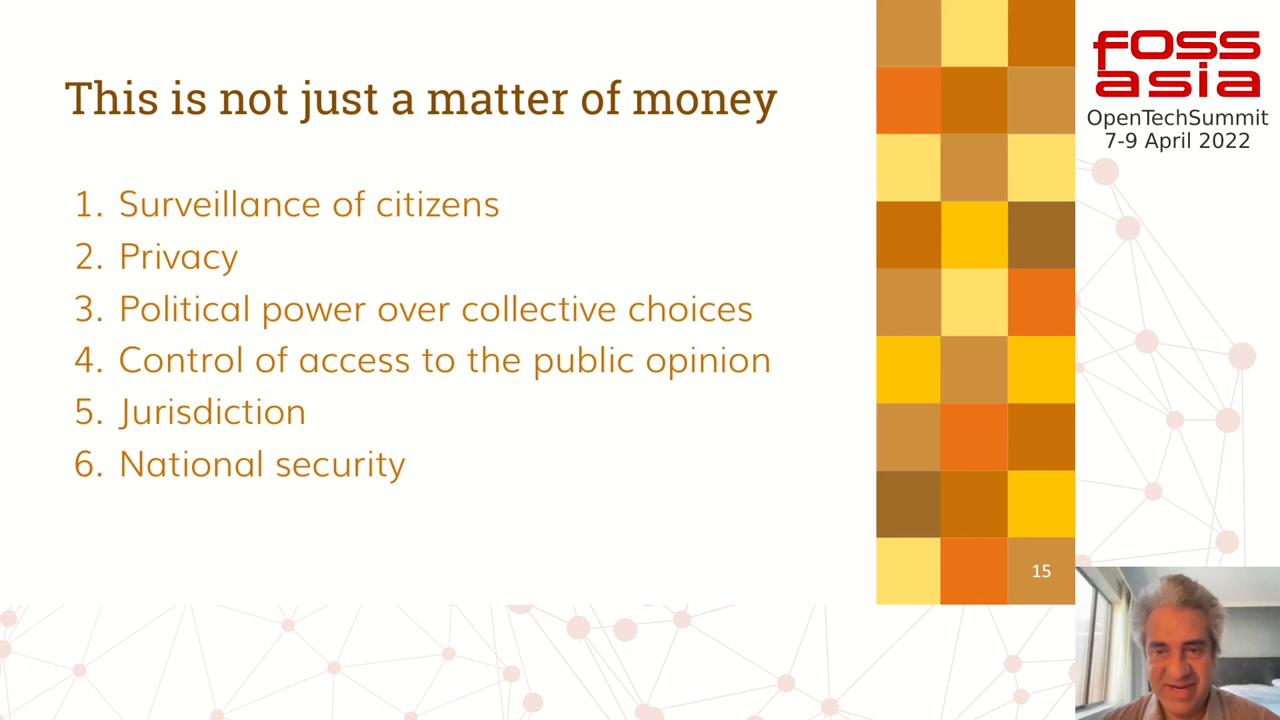 This is not just a matter of money
1. Surveillance of citizens
2. Privacy
3. Political power over collective choices
4. Control of access to the public opinion
5. Jurisdiction
6. National security
15
FOSS
asia
OpenTechSummit
7-9 April 2022